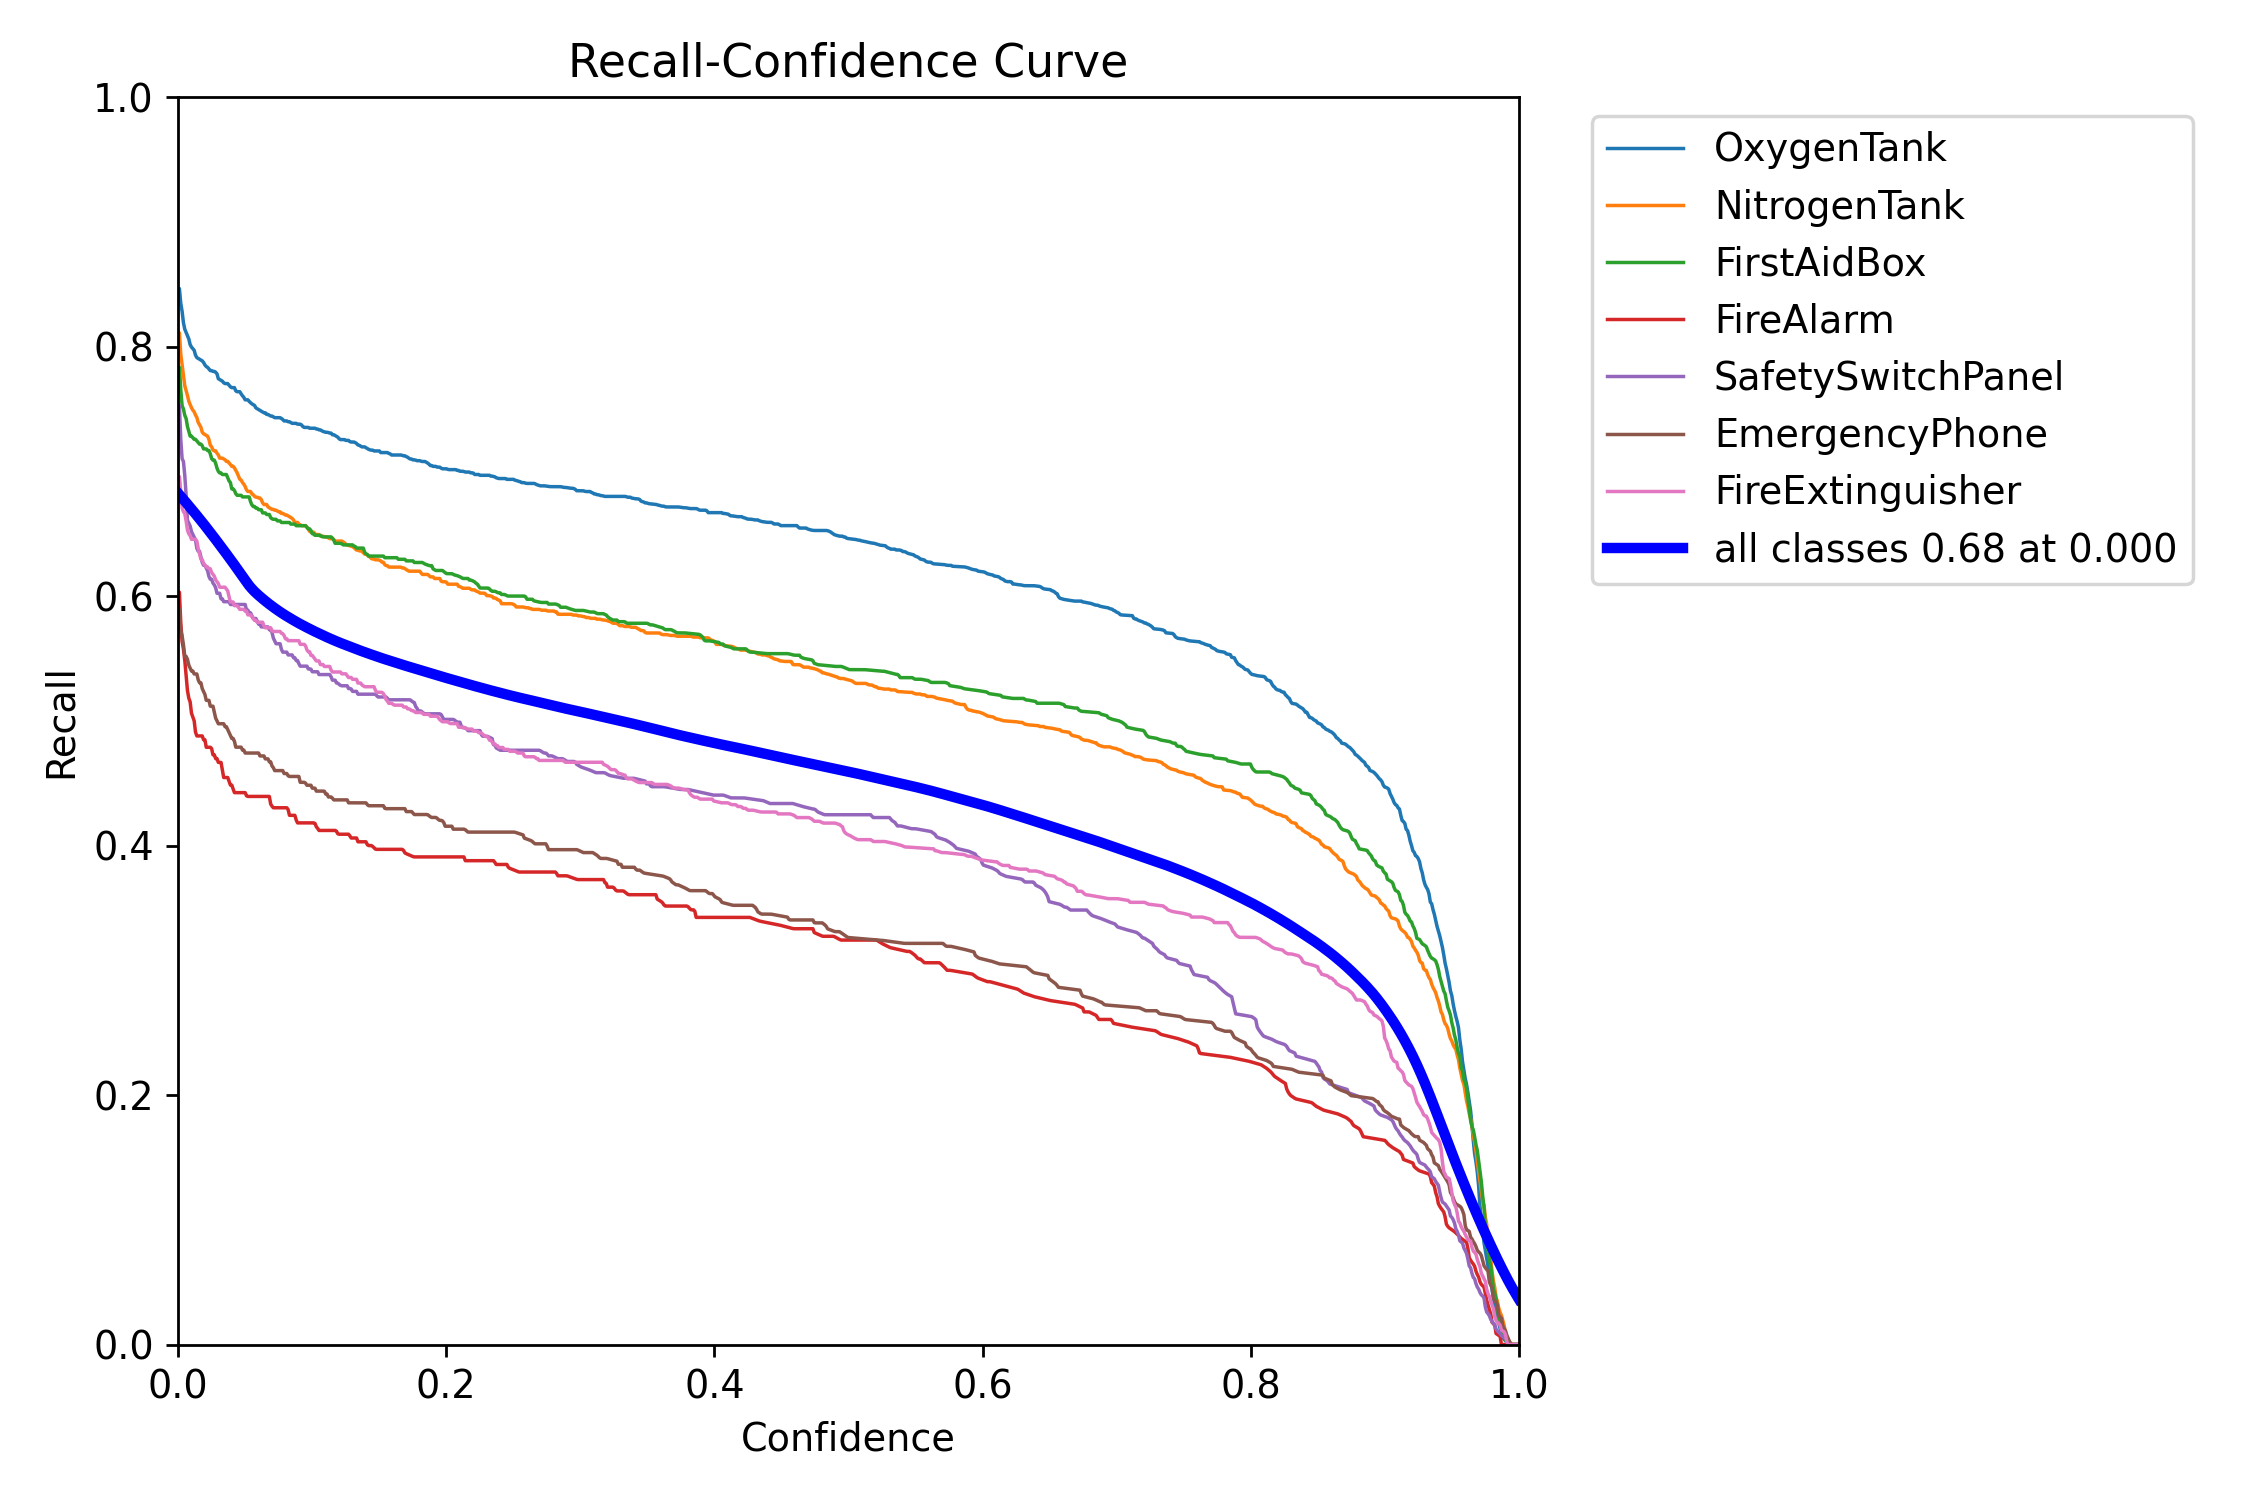 Recall-Confidence Curve
1.0
0.8
0.6
0.4
0.2
0.0
Recall
0.0 0.2 0.4 0.6 0.8 1.0
Confidence
OxygenTank
NitrogenTank
FirstAidBox
FireAlarm
SafetySwitchPanel
EmergencyPhone
FireExtinguisher
all classes 0.68 at 0.000